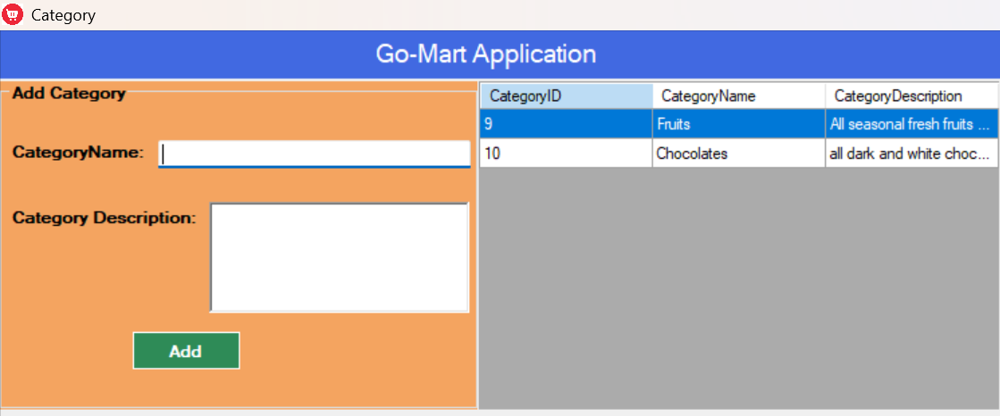 Category
Go-Mart Application
Add Category
CategoryName:
Category Description:
Add
CategoryID CategoryName CategoryDescription
9 Fruits All seasonal fresh fruits ...
10 Chocolates all dark and white choc...